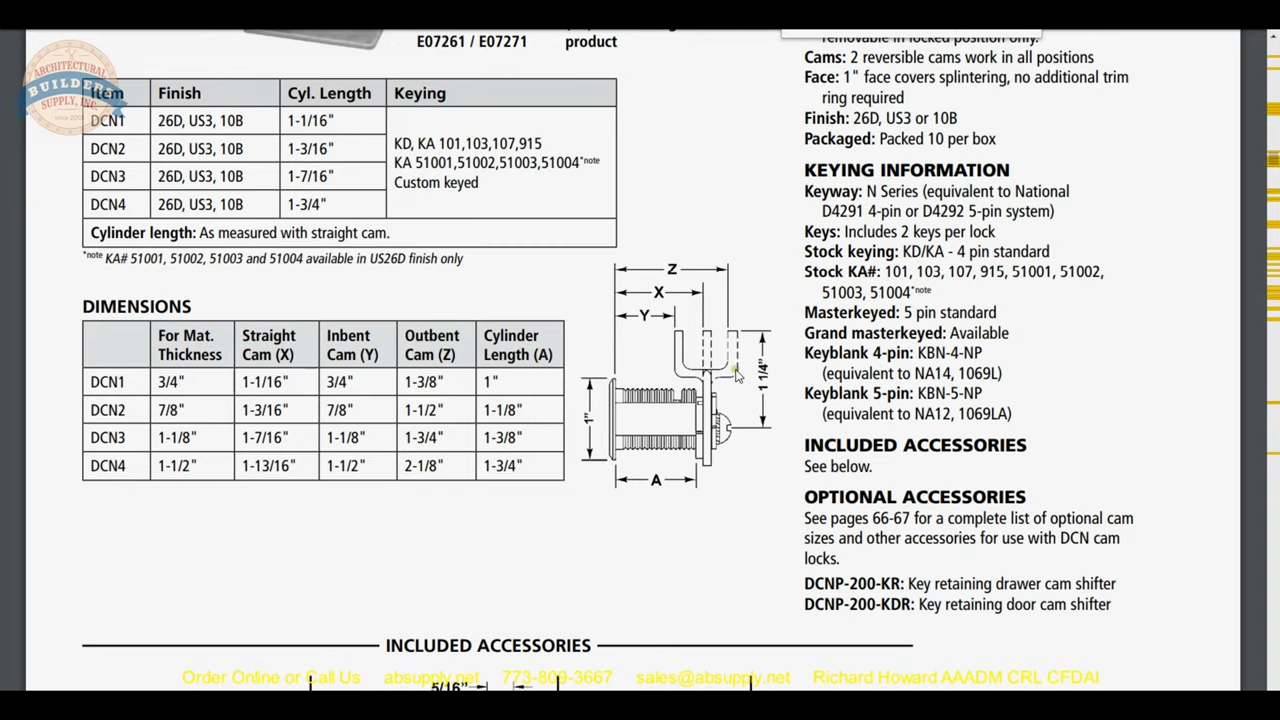 E07261 / E07271
product
ARCHITECTURAL
BUILDERS
SUPPLY, INC.
Item Finish Cyl. Length Keying
DCN1 26D, US3, 10B 1-1/16"
DCN2 26D, US3, 10B 1-3/16"
DCN3 26D, US3, 10B 1-7/16"
DCN4 26D, US3, 10B 1-3/4"
KD, KA 101,103,107,915
KA 51001,51002,51003,51004*note
Custom keyed
Cylinder length: As measured with straight cam.
*note KA# 51001, 51002, 51003 and 51004 available in US26D finish only
DIMENSIONS
For Mat. Thickness Straight Cam (X) Inbent Cam (Y) Outbent Cam (Z) Cylinder Length (A)
DCN1 3/4" 1-1/16" 3/4" 1-3/8" 1"
DCN2 7/8" 1-3/16" 7/8" 1-1/2" 1-1/8"
DCN3 1-1/8" 1-7/16" 1-1/8" 1-3/4" 1-3/8"
DCN4 1-1/2" 1-13/16" 1-1/2" 2-1/8" 1-3/4"
Z
X
Y
1 1/4"
1"
A
removable in locked position only.
Cams: 2 reversible cams work in all positions
Face: 1" face covers splintering, no additional trim
ring required
Finish: 26D, US3 or 10B
Packaged: Packed 10 per box
KEYING INFORMATION
Keyway: N Series (equivalent to National
D4291 4-pin or D4292 5-pin system)
Keys: Includes 2 keys per lock
Stock keying: KD/KA - 4 pin standard
Stock KA#: 101, 103, 107, 915, 51001, 51002,
51003, 51004*note
Masterkeyed: 5 pin standard
Grand masterkeyed: Available
Keyblank 4-pin: KBN-4-NP
(equivalent to NA14, 1069L)
Keyblank 5-pin: KBN-5-NP
(equivalent to NA12, 1069LA)
INCLUDED ACCESSORIES
See below.
OPTIONAL ACCESSORIES
See pages 66-67 for a complete list of optional cam
sizes and other accessories for use with DCN cam
locks.
DCNP-200-KR: Key retaining drawer cam shifter
DCNP-200-KDR: Key retaining door cam shifter
INCLUDED ACCESSORIES
Order Online or Call Us absupply.net 773-809-3667 sales@absupply.net Richard Howard AAADM CRL CFDAI
5/16"